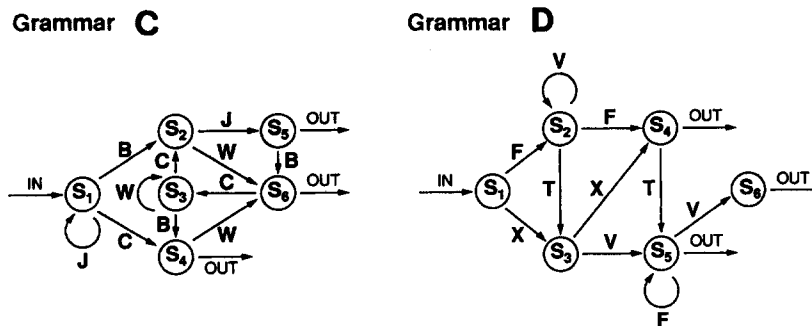 Grammar C
Grammar D
V
S2 J S5 OUT
S2 F S4 OUT
B W B
F
IN S1 C S6 OUT
W S3 C
IN S1 T X T S6 OUT
J C B W
X V
S4 OUT
S3 V S5 OUT
F